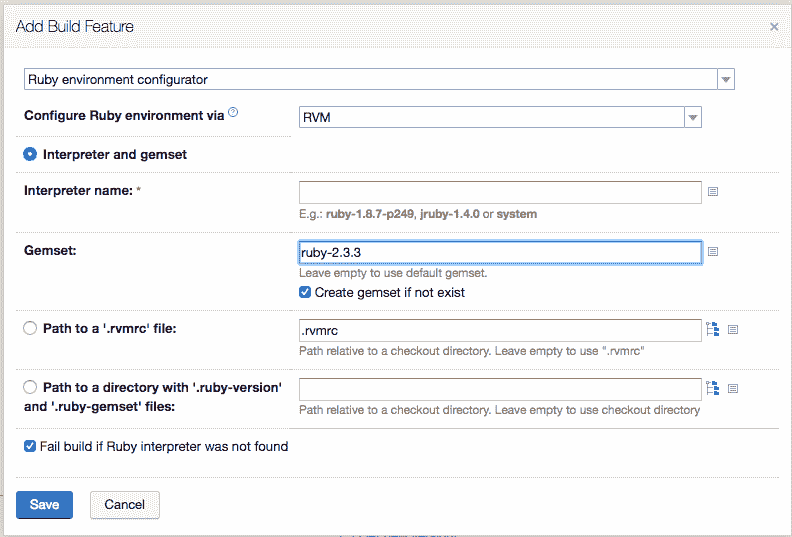 Add Build Feature
Ruby environment configurator
Configure Ruby environment via ?
RVM
Interpreter and gemset
Interpreter name: *
E.g.: ruby-1.8.7-p249, jruby-1.4.0 or system
Gemset:
ruby-2.3.3
Leave empty to use default gemset.
Create gemset if not exist
Path to a '.rvmrc' file:
.rvmrc
Path relative to a checkout directory. Leave empty to use ".rvmrc"
Path to a directory with '.ruby-version'
and '.ruby-gemset' files:
Path relative to a checkout directory. Leave empty to use checkout directory
Fail build if Ruby interpreter was not found
Save
Cancel